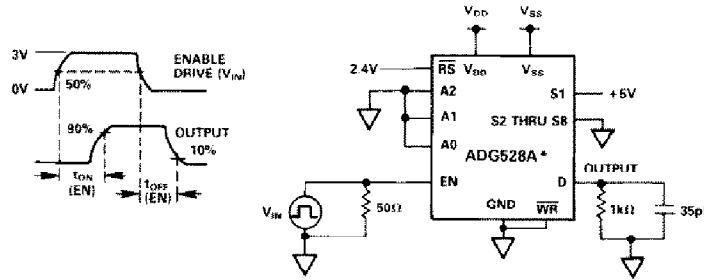 3V
0V
50%
ENABLE
DRIVE (VIN)
90%
OUTPUT
10%
tON
(EN)
tOFF
(EN)
VDD
VSS
2.4V
RS
VDD
VSS
A2
A1
A0
S1
+5V
S2 THRU S8
ADG528A*
OUTPUT
EN
D
VIN
50Ω
GND
WR
1kΩ
35p